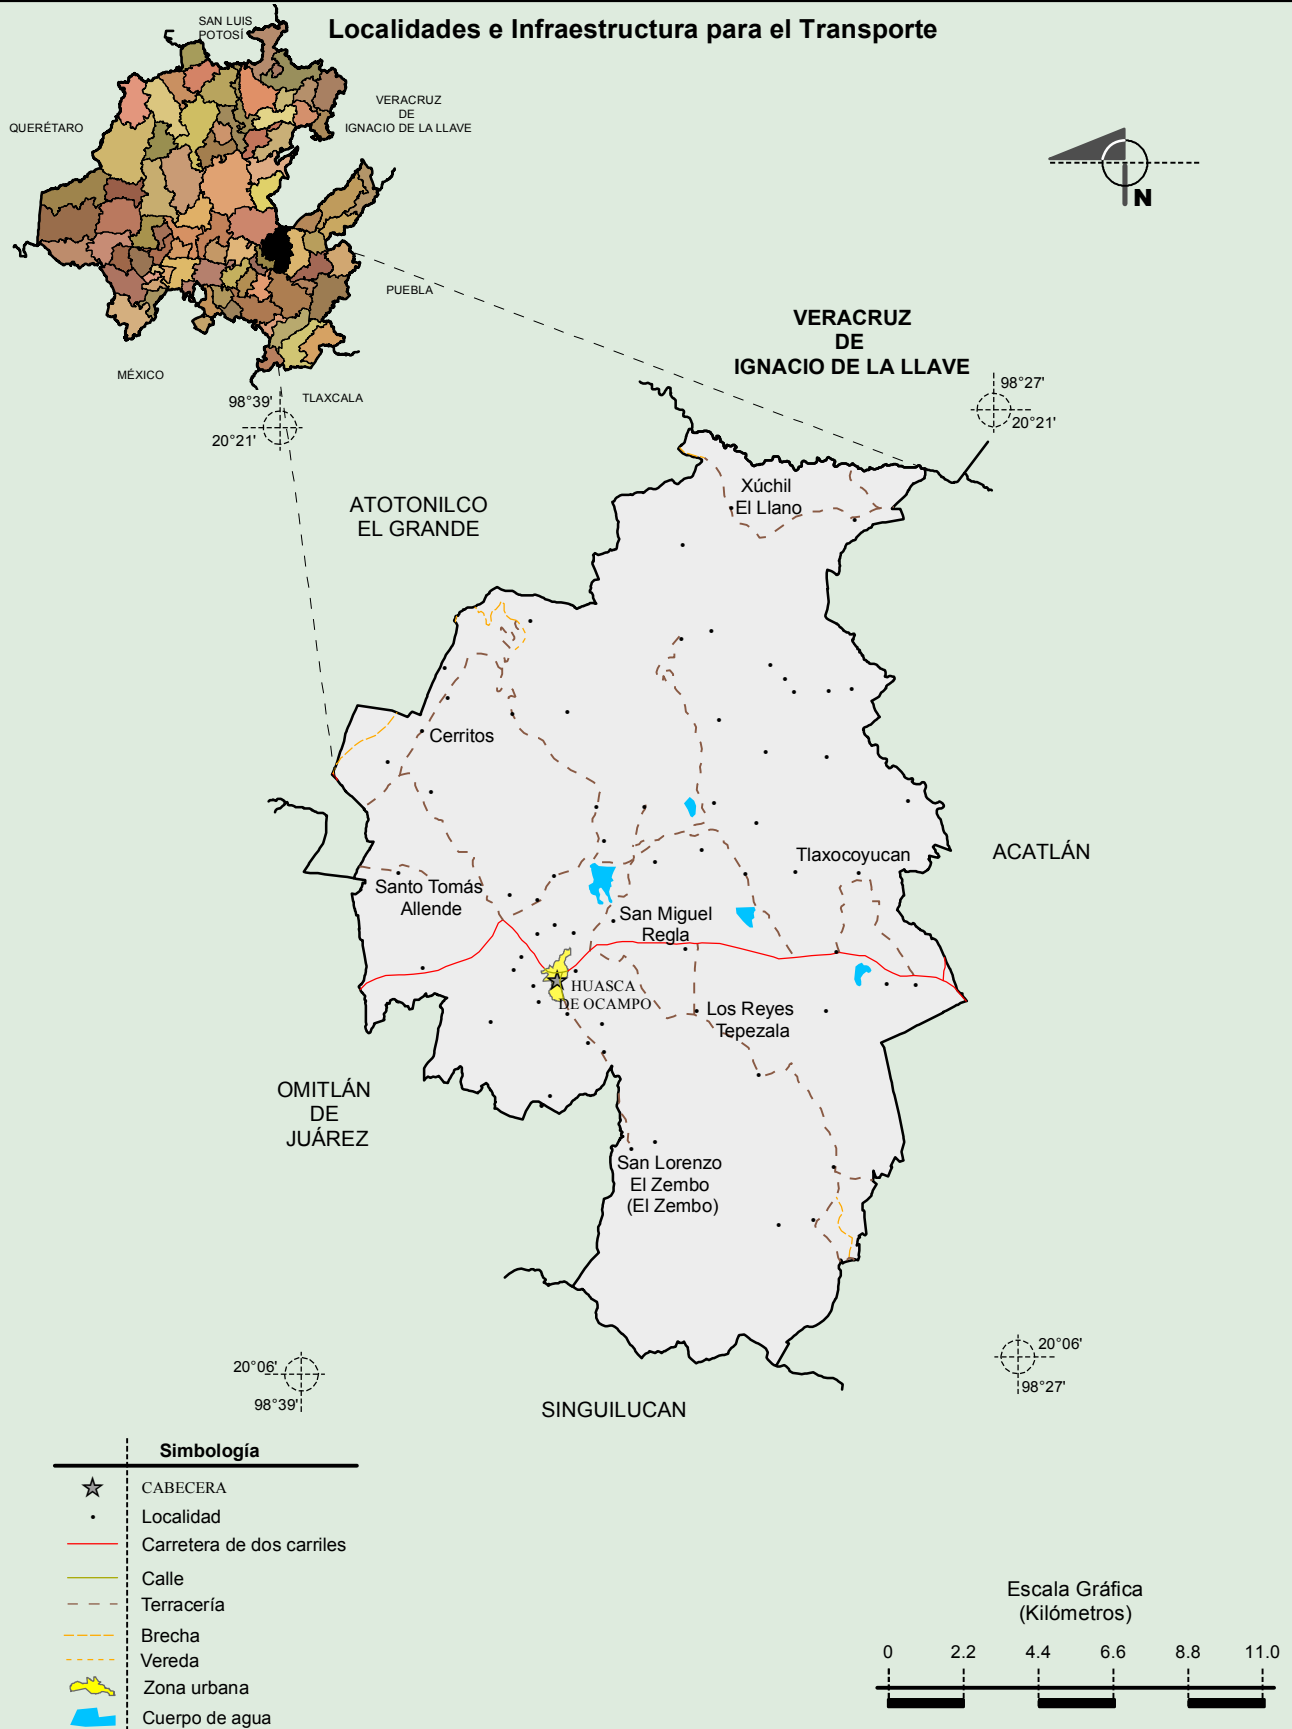 Localidades e Infraestructura para el Transporte
SAN LUIS
POTOSÍ
VERACRUZ
DE
IGNACIO DE LA LLAVE
QUERÉTARO
N
PUEBLA
MÉXICO
TLAXCALA
VERACRUZ
DE
IGNACIO DE LA LLAVE
98°39'
20°21'
98°27'
20°21'
ATOTONILCO
EL GRANDE
Xúchil
El Llano
Cerritos
Tlaxocoyucan
ACATLÁN
Santo Tomás
Allende
San Miguel
Regla
HUASCA
DE OCAMPO
Los Reyes
Tepezala
OMITLÁN
DE
JUÁREZ
San Lorenzo
El Zembo
(El Zembo)
20°06'
98°39'
20°06'
98°27'
SINGUILUCAN
Simbología
CABECERA
Localidad
Carretera de dos carriles
Calle
Terracería
Brecha
Vereda
Zona urbana
Cuerpo de agua
Escala Gráfica
(Kilómetros)
0 2.2 4.4 6.6 8.8 11.0